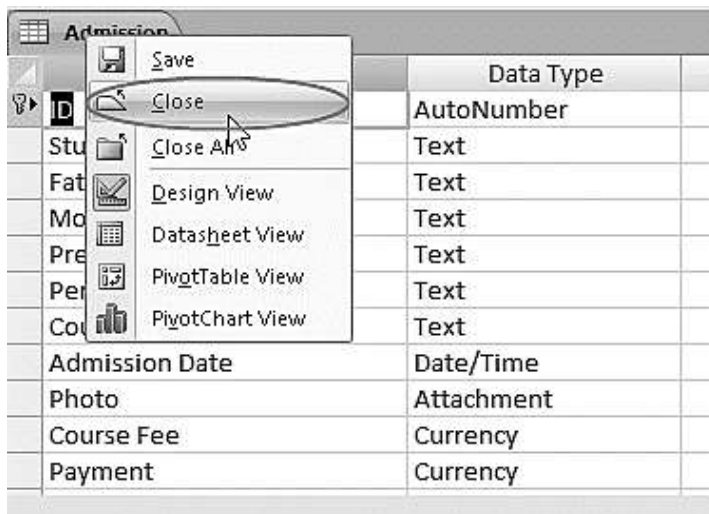 Admission
Save
Data Type
ID Close AutoNumber
Stu Close All Text
Fat Design View Text
Mo Datasheet View Text
Pre PivotTable View Text
Per Text
Cou PivotChart View Text
Admission Date Date/Time
Photo Attachment
Course Fee Currency
Payment Currency